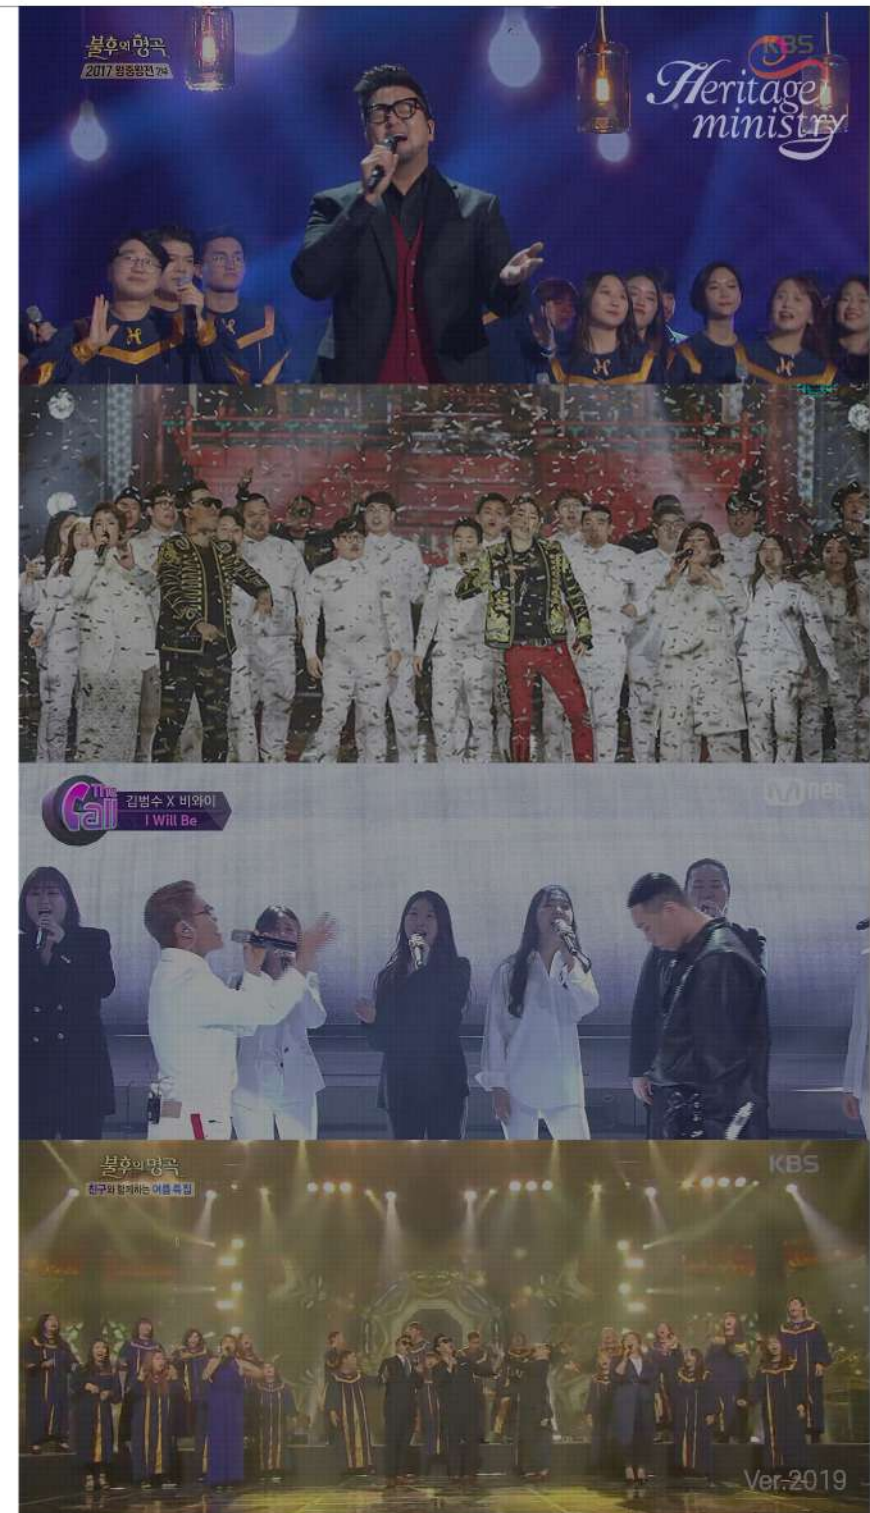 불후의 명곡
2017 왕중왕전 2부
KBS
Heritage
ministry
The
Call
김범수 X 비와이
I Will Be
Mnet
불후의 명곡
친구와 함께하는 여름 특집
KBS
Ver.2019